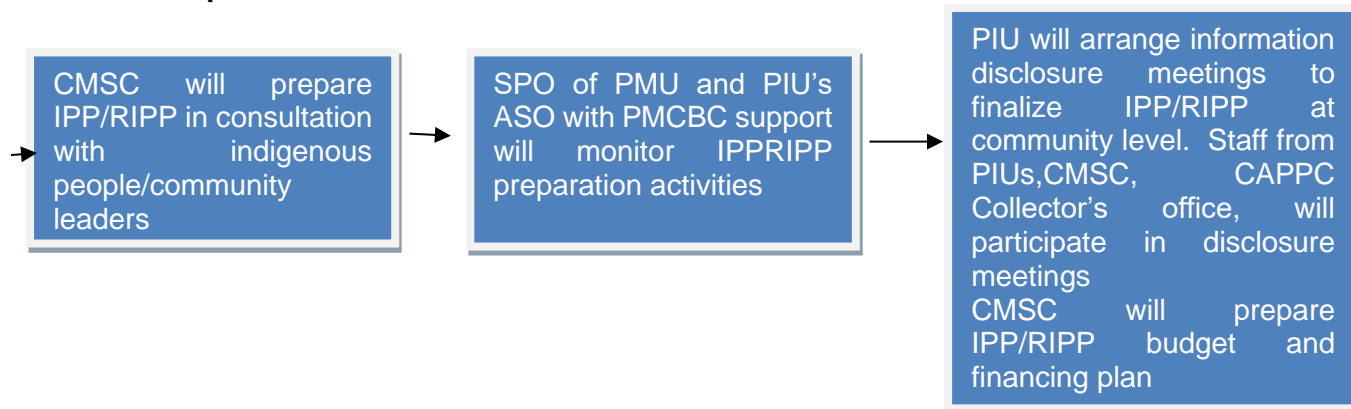 CMSC will prepare
IPP/RIPP in consultation
with indigenous
people/community
leaders
SPO of PMU and PIU's
ASO with PMCBC support
will monitor IPPRIPP
preparation activities
PIU will arrange information
disclosure meetings to
finalize IPP/RIPP at
community level. Staff from
PIUs,CMSC, CAPPC
Collector's office, will
participate in disclosure
meetings
CMSC will prepare
IPP/RIPP budget and
financing plan